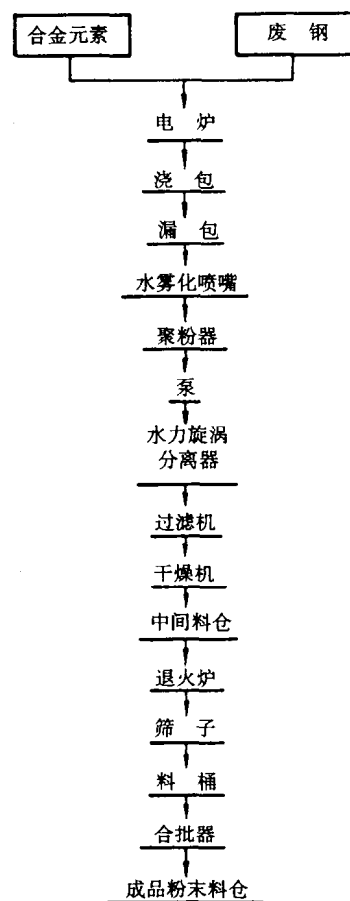 合金元素
废 钢
电 炉
浇 包
漏 包
水雾化喷嘴
聚粉器
泵
水力旋涡
分离器
过滤机
干燥机
中间料仓
退火炉
筛 子
料 桶
合批器
成品粉末料仓